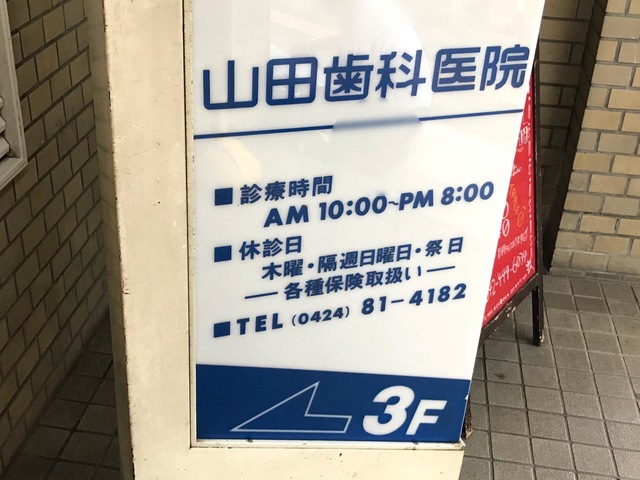 山田歯科医院
■診療時間
AM 10:00~PM 8:00
■休診日
木曜・隔週日曜日・祭日
―各種保険取扱い―
■TEL (0424) 81-4182
3F